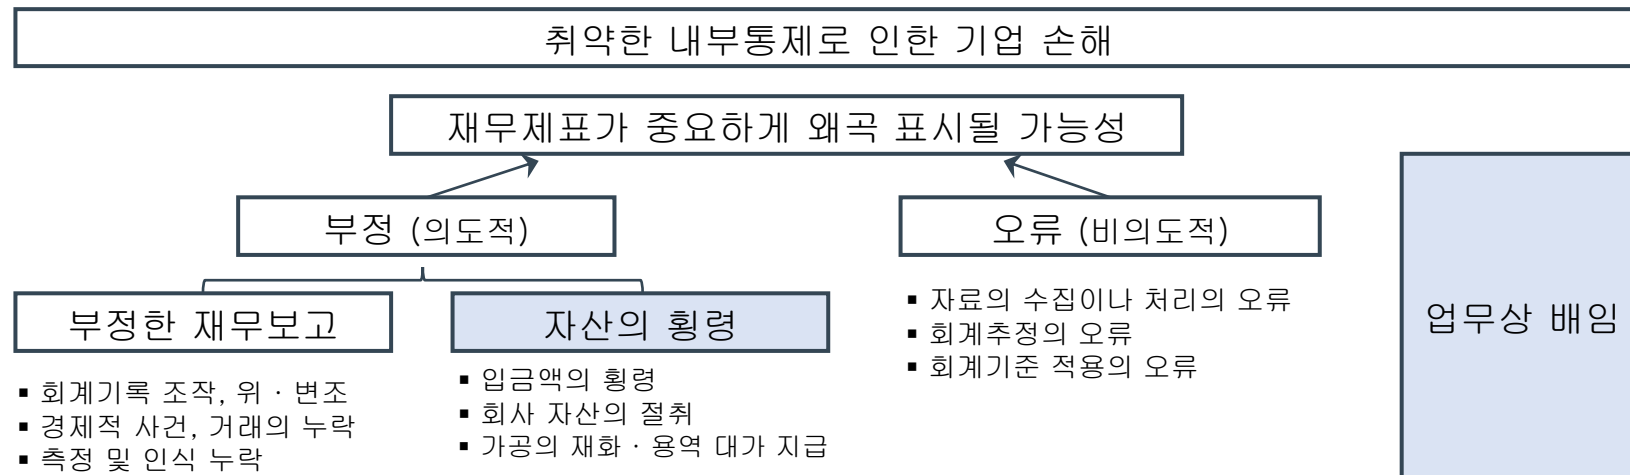 취약한 내부통제로 인한 기업 손해
재무제표가 중요하게 왜곡 표시될 가능성
부정 (의도적)
오류 (비의도적)
부정한 재무보고
자산의 횡령
▪ 회계기록 조작, 위 · 변조
▪ 경제적 사건, 거래의 누락
▪ 측정 및 인식 누락
▪ 입금액의 횡령
▪ 회사 자산의 절취
▪ 가공의 재화 · 용역 대가 지급
▪ 자료의 수집이나 처리의 오류
▪ 회계추정의 오류
▪ 회계기준 적용의 오류
업무상 배임